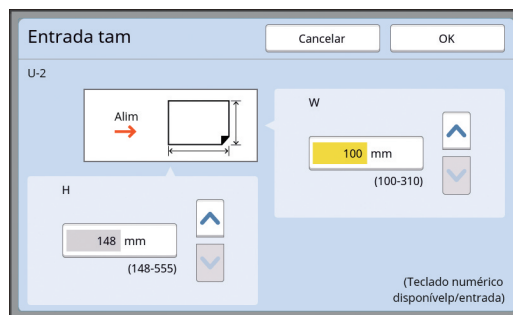 Entrada tam
Cancelar
OK
U-2
Alim
W
100 mm
(100-310)
H
148 mm
(148-555)
(Teclado numérico
disponívelp/entrada)